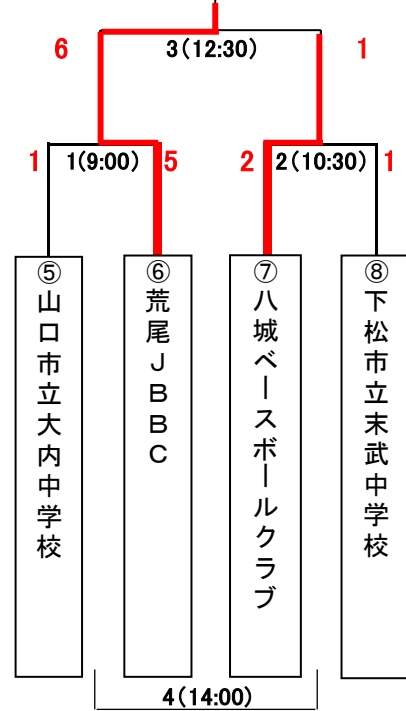 6 3(12:30) 1
1 1(9:00) 5 2 2(10:30) 1
⑤山口市立大内中学校
⑥荒尾JBBC
⑦八城ベースボールクラブ
⑧下松市立末武中学校
4(14:00)